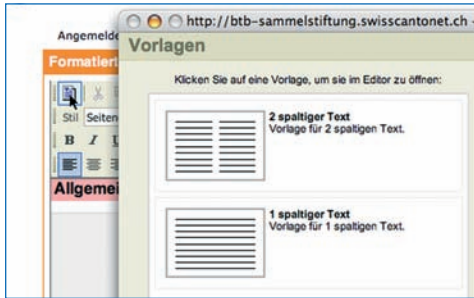 http://btb-sammelstiftung.swisscantonet.ch -
Angemelde
Vorlagen
Formatiert
Klicken Sie auf eine Vorlage, um sie im Editor zu öffnen:
Stil Seiten
B I U
Allgemei
2 spaltiger Text
Vorlage für 2 spaltigen Text.
1 spaltiger Text
Vorlage für 1 spaltigen Text.